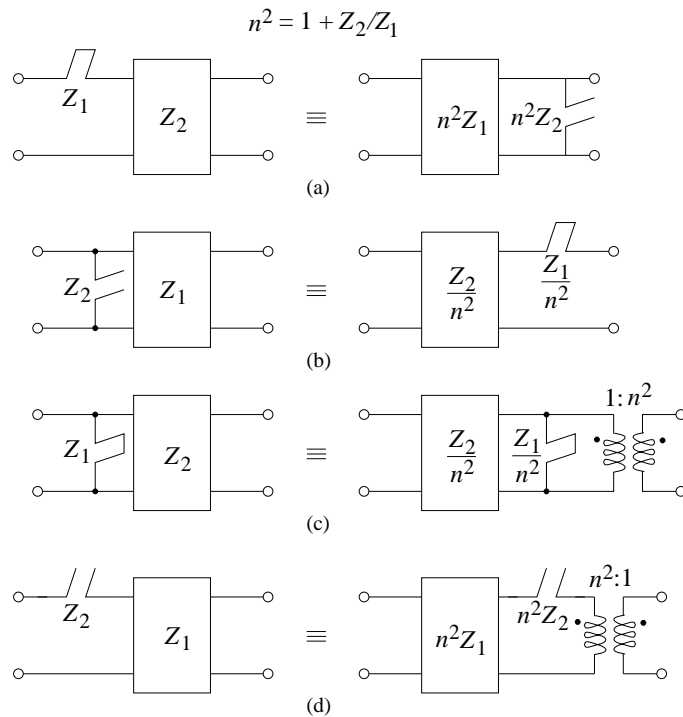 n² = 1 + Z₂/Z₁
Z₁ Z₂ ≡ n²Z₁ n²Z₂
(a)
Z₂ Z₁ ≡ Z₂/n² Z₁/n²
(b)
1:n²
Z₁ Z₂ ≡ Z₂/n² Z₁/n²
(c)
n²:1
Z₂ Z₁ ≡ n²Z₁ n²Z₂
(d)